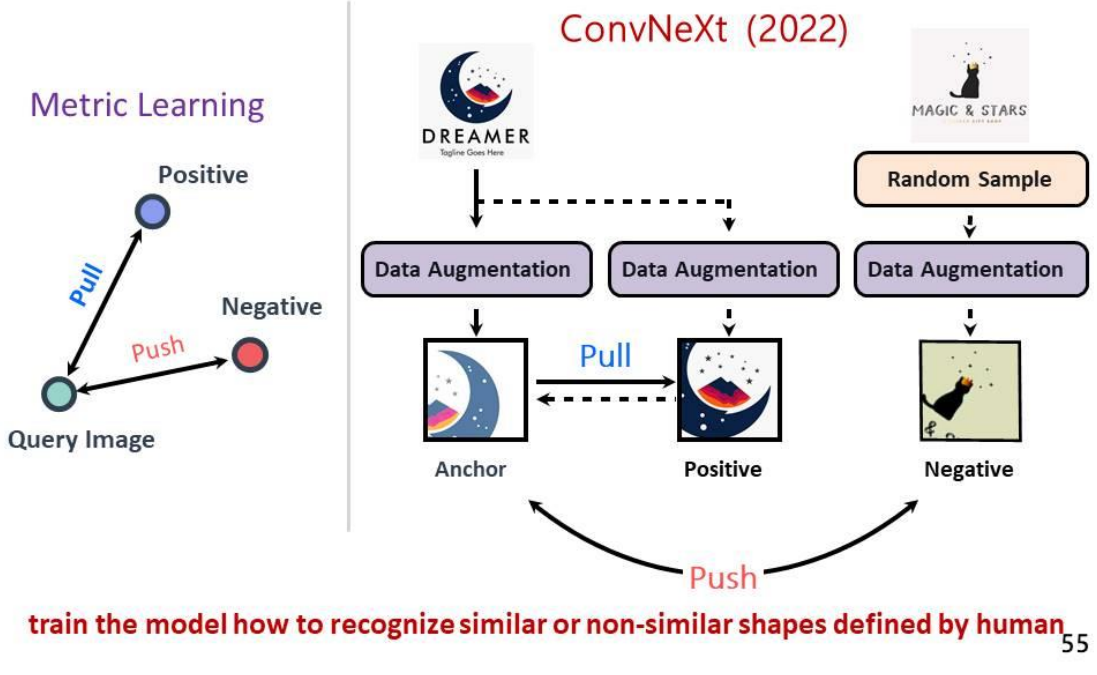 ConvNeXt (2022)
Metric Learning
Positive
Pull
Negative
Push
Query Image
DREAMER
Tagline Goes Here
MAGIC & STARS
Random Sample
Data Augmentation
Data Augmentation
Data Augmentation
Pull
&
Anchor
Positive
Negative
Push
train the model how to recognize similar or non-similar shapes defined by human
55